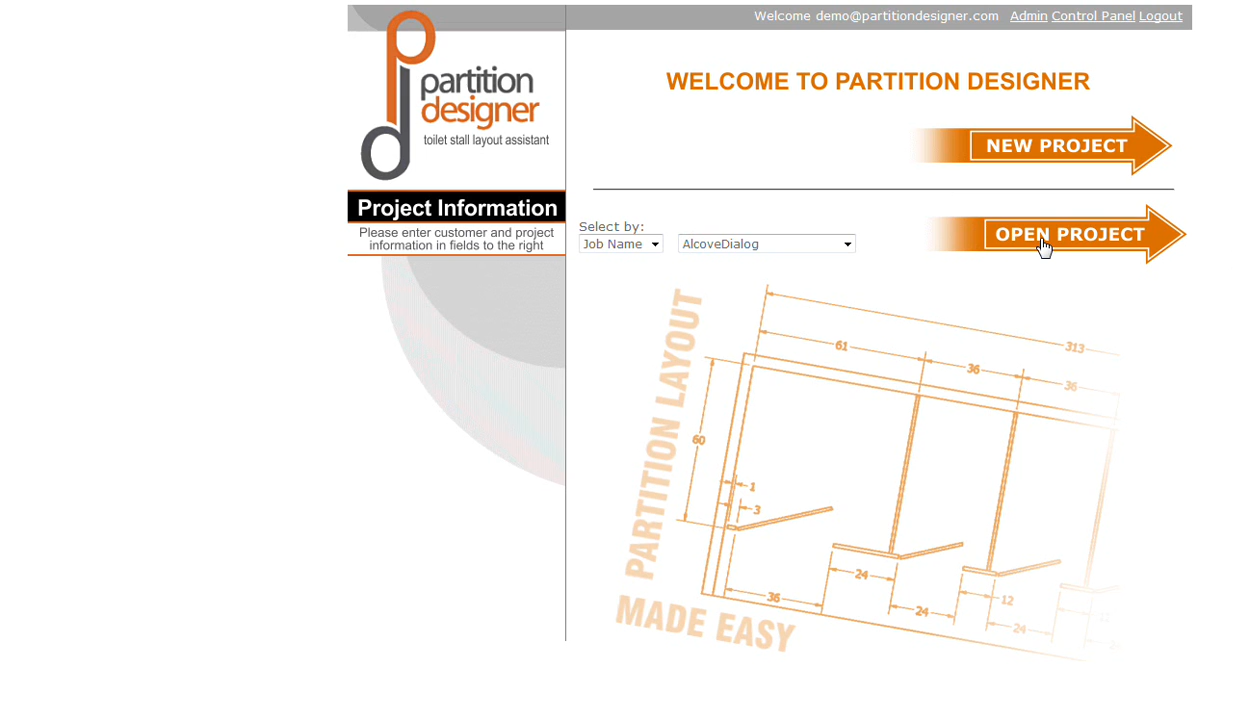 Welcome demo@partitiondesigner.com Admin Control Panel Logout
partition
designer
toilet stall layout assistant
WELCOME TO PARTITION DESIGNER
NEW PROJECT
Project Information
Please enter customer and project
information in fields to the right
Select by:
Job Name
AlcoveDialog
OPEN PROJECT
PARTITION LAYOUT
MADE EASY
313
61
36
36
60
1
3
24
36
24
12
24
12